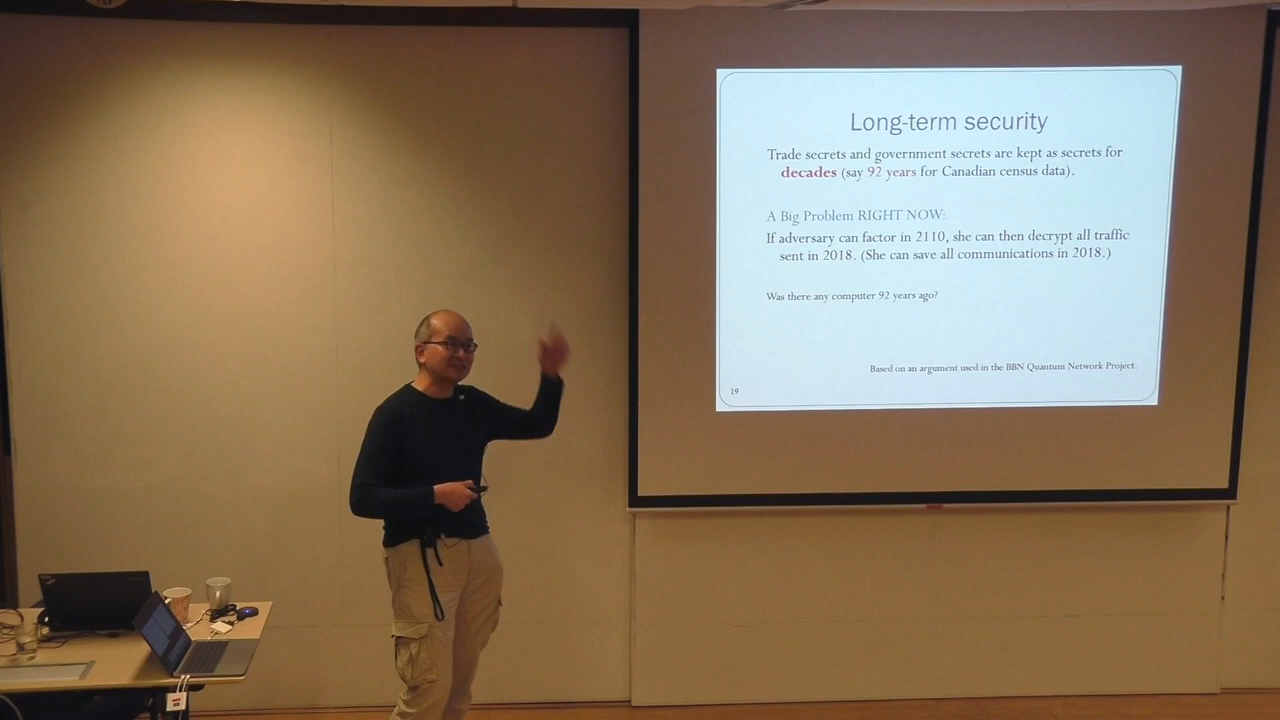 Long-term security
Trade secrets and government secrets are kept as secrets for
decades (say 92 years for Canadian census data).
A Big Problem RIGHT NOW:
If adversary can factor in 2110, she can then decrypt all traffic
sent in 2018. (She can save all communications in 2018.)
Was there any computer 92 years ago?
Based on an argument used in the BBN Quantum Network Project.
19